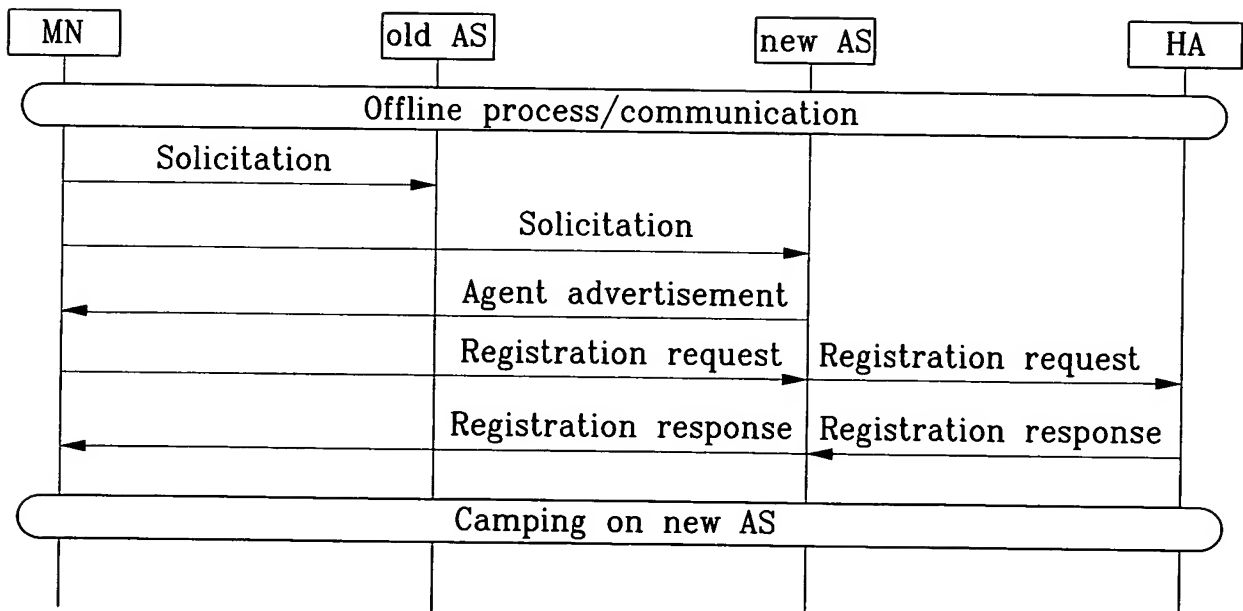 MN
old AS
new AS
HA
Offline process/communication
Solicitation
Solicitation
Agent advertisement
Registration request
Registration request
Registration response
Registration response
Camping on new AS